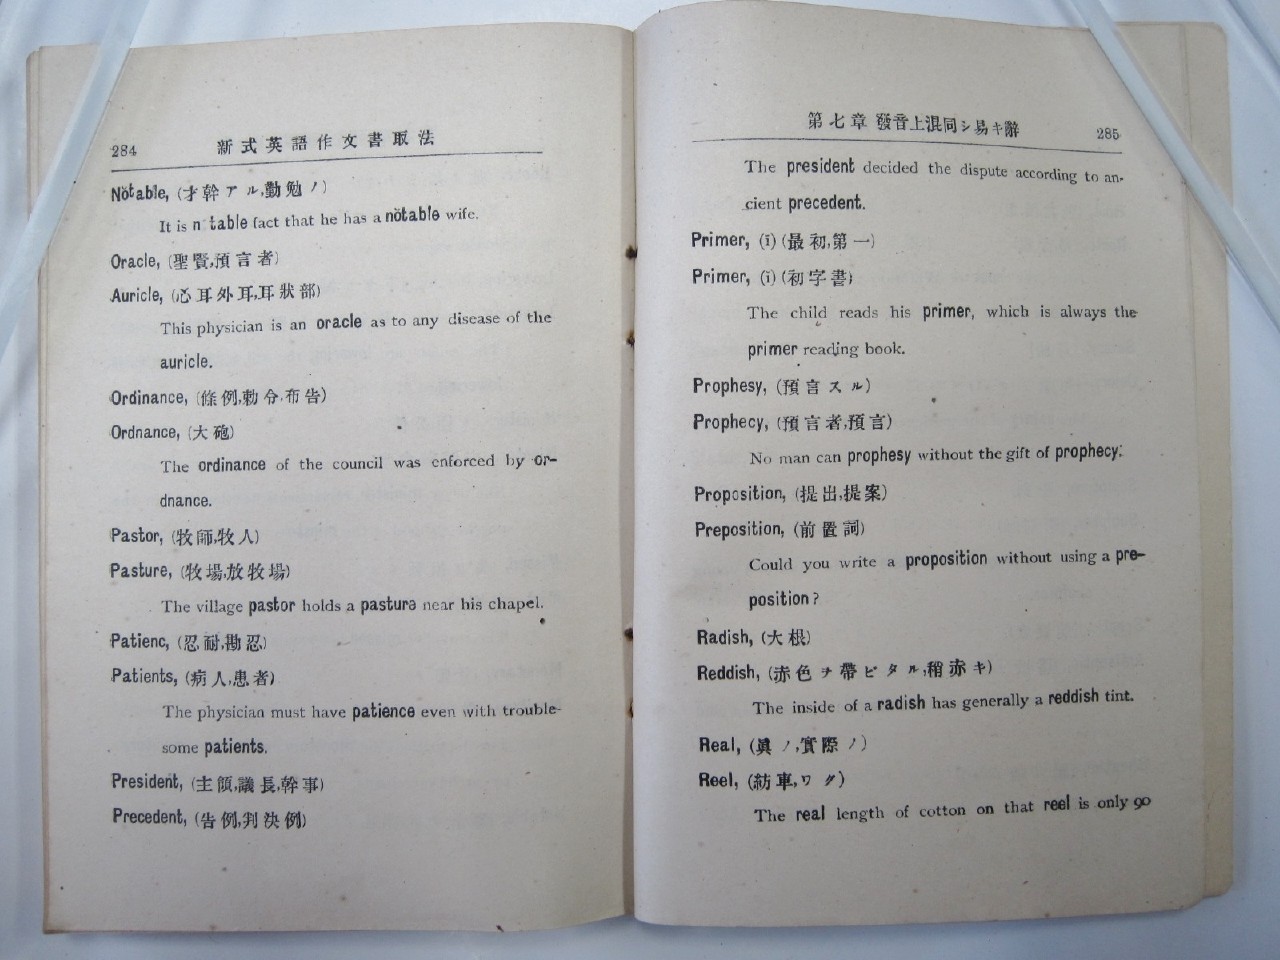 284 新式英語作文書取法
Nŏtable, (才幹アル,勤勉ノ)
It is n table fact that he has a nŏtable wife.
Oracle, (聖賢,預言者)
Auricle, (心耳外耳,耳狀部)
This physician is an oracle as to any disease of the
auricle.
Ordinance, (條例,勅令,布告)
Ordnance, (大砲)
The ordinance of the council was enforced by or-
dnance.
Pastor, (牧師,牧人)
Pasture, (牧場,放牧場)
The village pastor holds a pasture near his chapel.
Patienc, (忍耐,勘忍)
Patients, (病人,患者)
The physician must have patience even with trouble-
some patients.
President, (主領,議長,幹事)
Precedent, (告例,判決例)
第七章 發音上混同シ易キ辭 285
The president decided the dispute according to an-
cient precedent.
Primer, (ī) (最初,第一)
Primer, (ĭ) (初字書)
The child reads his primer, which is always the
primer reading book.
Prophesy, (預言スル)
Prophecy, (預言者,預言)
No man can prophesy without the gift of prophecy.
Proposition, (提出,提案)
Preposition, (前置詞)
Could you write a proposition without using a pre-
position?
Radish, (大根)
Reddish, (赤色ヲ帶ビタル,稍赤キ)
The inside of a radish has generally a reddish tint.
Real, (眞ノ,實際ノ)
Reel, (紡車,ワク)
The real length of cotton on that reel is only 90